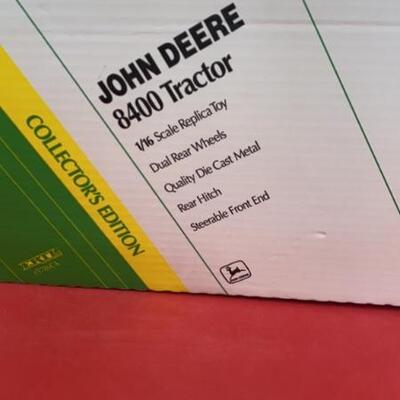 JOHN DEERE
8400 Tractor
1/16 Scale Replica Toy
Dual Rear Wheels
Quality Die Cast Metal
Rear Hitch
Steerable Front End
COLLECTOR'S EDITION
ERTL